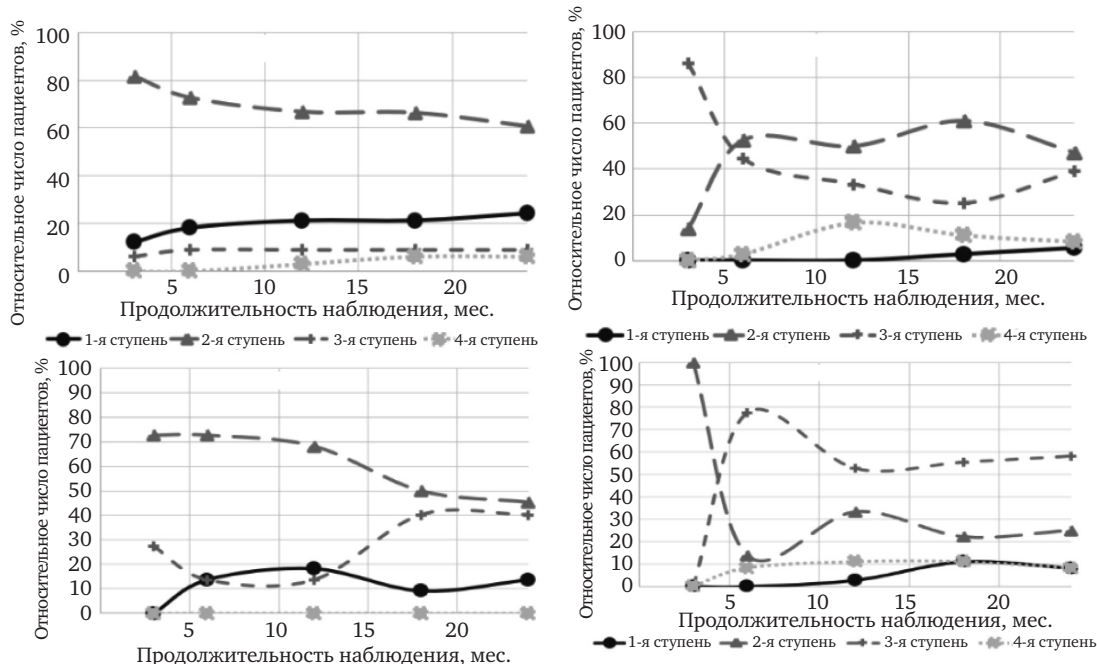 Относительное число пациентов, %
100
80
60
40
20
0
5 10 15 20
Продолжительность наблюдения, мес.
1-я ступень 2-я ступень 3-я ступень 4-я ступень
Относительное число пациентов, %
100
80
60
40
20
0
5 10 15 20
Продолжительность наблюдения, мес.
1-я ступень 2-я ступень 3-я ступень 4-я ступень
Относительное число пациентов, %
100
90
80
70
60
50
40
30
20
10
0
5 10 15 20
Продолжительность наблюдения, мес.
Относительное число пациентов, %
100
90
80
70
60
50
40
30
20
10
0
5 10 15 20
Продолжительность наблюдения, мес.
1-я ступень 2-я ступень 3-я ступень 4-я ступень